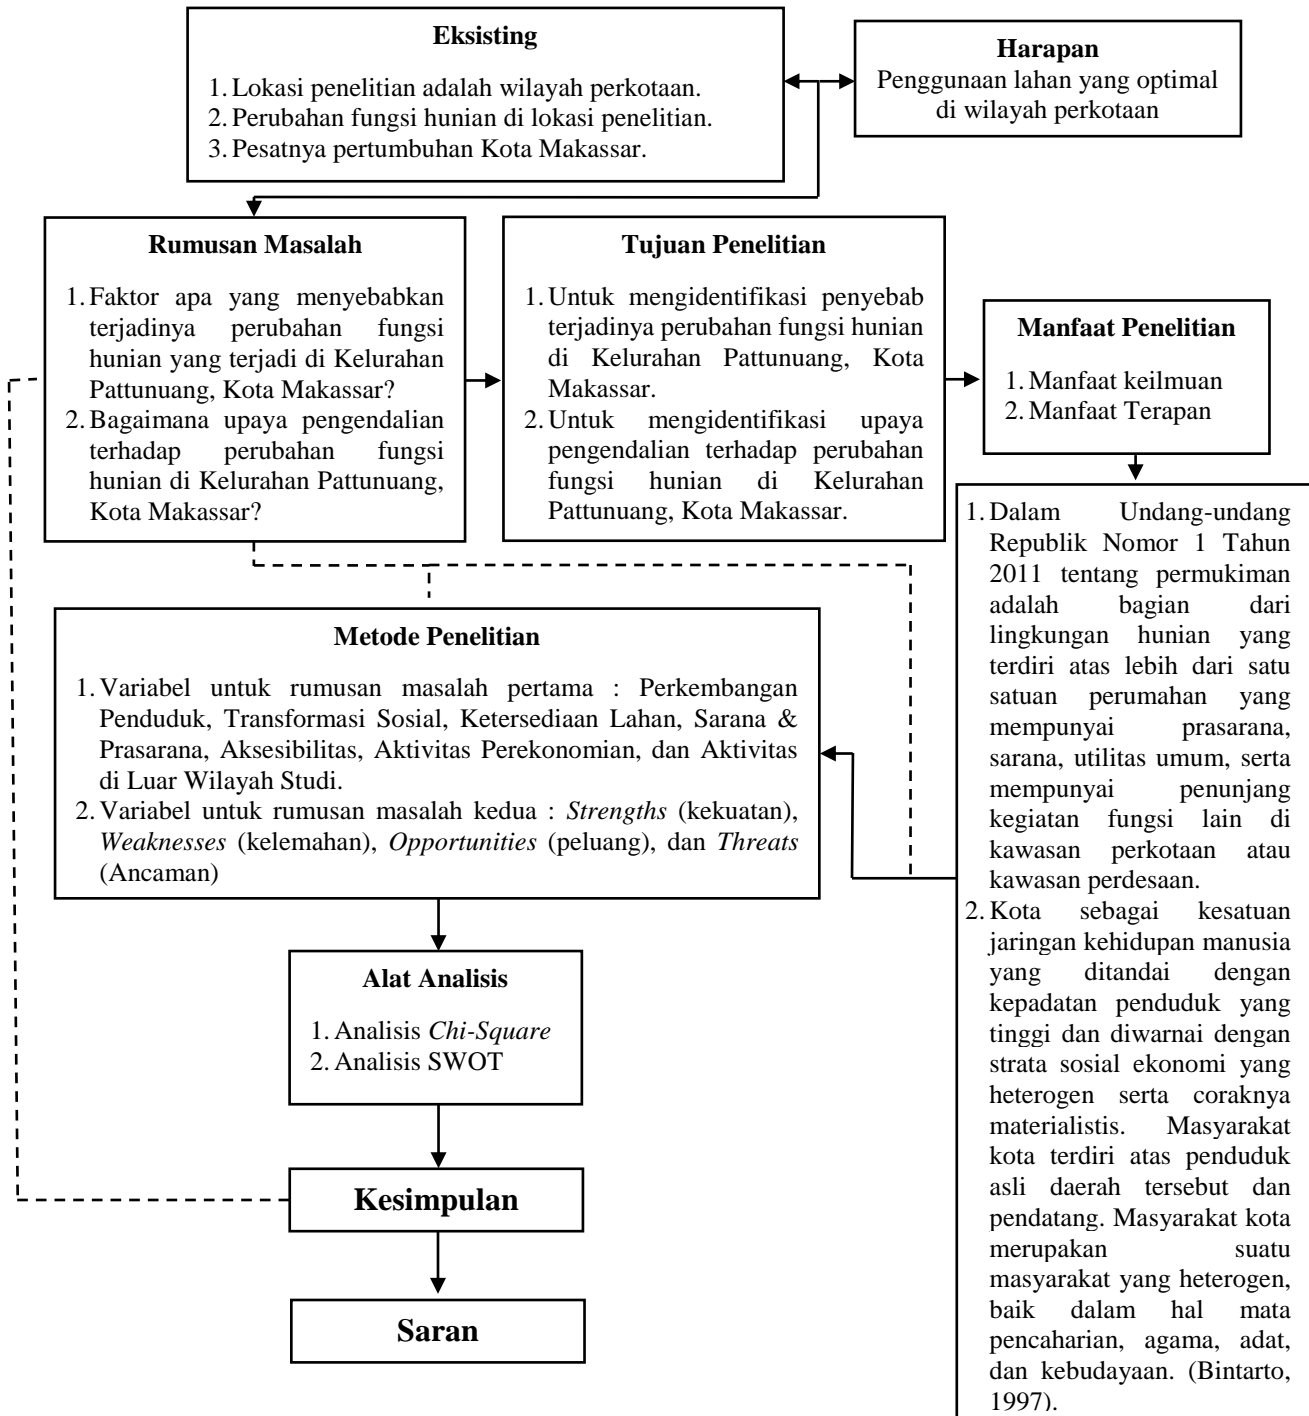 Eksisting
1. Lokasi penelitian adalah wilayah perkotaan.
2. Perubahan fungsi hunian di lokasi penelitian.
3. Pesatnya pertumbuhan Kota Makassar.
Harapan
Penggunaan lahan yang optimal
di wilayah perkotaan
Rumusan Masalah
1. Faktor apa yang menyebabkan
terjadinya perubahan fungsi
hunian yang terjadi di Kelurahan
Pattunuang, Kota Makassar?
2. Bagaimana upaya pengendalian
terhadap perubahan fungsi
hunian di Kelurahan Pattunuang,
Kota Makassar?
Tujuan Penelitian
1. Untuk mengidentifikasi penyebab
terjadinya perubahan fungsi hunian
di Kelurahan Pattunuang, Kota
Makassar.
2. Untuk mengidentifikasi upaya
pengendalian terhadap perubahan
fungsi hunian di Kelurahan
Pattunuang, Kota Makassar.
Manfaat Penelitian
1. Manfaat keilmuan
2. Manfaat Terapan
1. Dalam Undang-undang
Republik Nomor 1 Tahun
2011 tentang permukiman
adalah bagian dari
lingkungan hunian yang
terdiri atas lebih dari satu
satuan perumahan yang
mempunyai prasarana,
sarana, utilitas umum, serta
mempunyai penunjang
kegiatan fungsi lain di
kawasan perkotaan atau
kawasan perdesaan.
2. Kota sebagai kesatuan
jaringan kehidupan manusia
yang ditandai dengan
kepadatan penduduk yang
tinggi dan diwarnai dengan
strata sosial ekonomi yang
heterogen serta coraknya
materialistis. Masyarakat
kota terdiri atas penduduk
asli daerah tersebut dan
pendatang. Masyarakat kota
merupakan suatu
masyarakat yang heterogen,
baik dalam hal mata
pencaharian, agama, adat,
dan kebudayaan. (Bintarto,
1997).
Metode Penelitian
1. Variabel untuk rumusan masalah pertama : Perkembangan
Penduduk, Transformasi Sosial, Ketersediaan Lahan, Sarana &
Prasarana, Aksesibilitas, Aktivitas Perekonomian, dan Aktivitas
di Luar Wilayah Studi.
2. Variabel untuk rumusan masalah kedua : Strengths (kekuatan),
Weaknesses (kelemahan), Opportunities (peluang), dan Threats
(Ancaman)
Alat Analisis
1. Analisis Chi-Square
2. Analisis SWOT
Kesimpulan
Saran